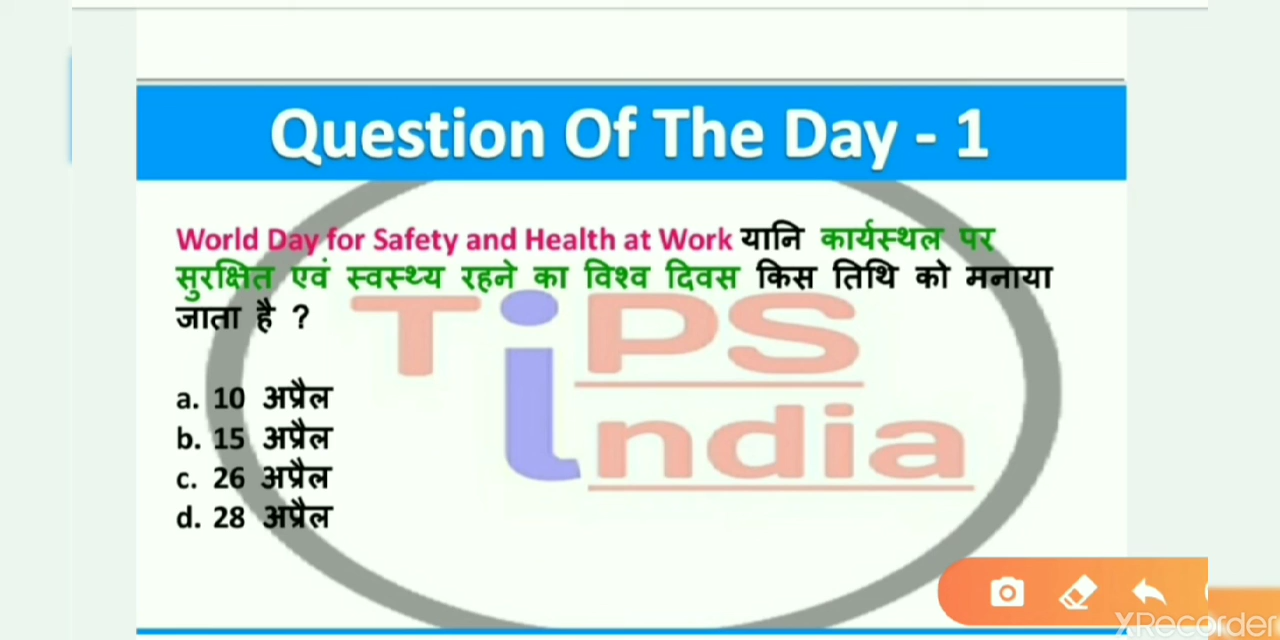 Question Of The Day - 1
World Day for Safety and Health at Work यानि कार्यस्थल पर
सुरक्षित एवं स्वस्थ्य रहने का विश्व दिवस किस तिथि को मनाया
जाता है ?
TiPS
India
a. 10 अप्रैल
b. 15 अप्रैल
c. 26 अप्रैल
d. 28 अप्रैल
XRecorder